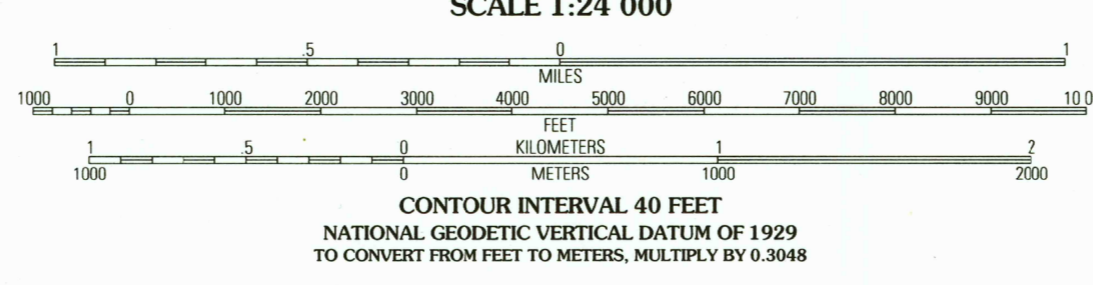 SCALE 1:24 000
1 .5 0 1
MILES
1000 0 1000 2000 3000 4000 5000 6000 7000 8000 9000 10 0
FEET
1 .5 0 KILOMETERS 1 2
1000 0 METERS 1000 2000
CONTOUR INTERVAL 40 FEET
NATIONAL GEODETIC VERTICAL DATUM OF 1929
TO CONVERT FROM FEET TO METERS, MULTIPLY BY 0.3048